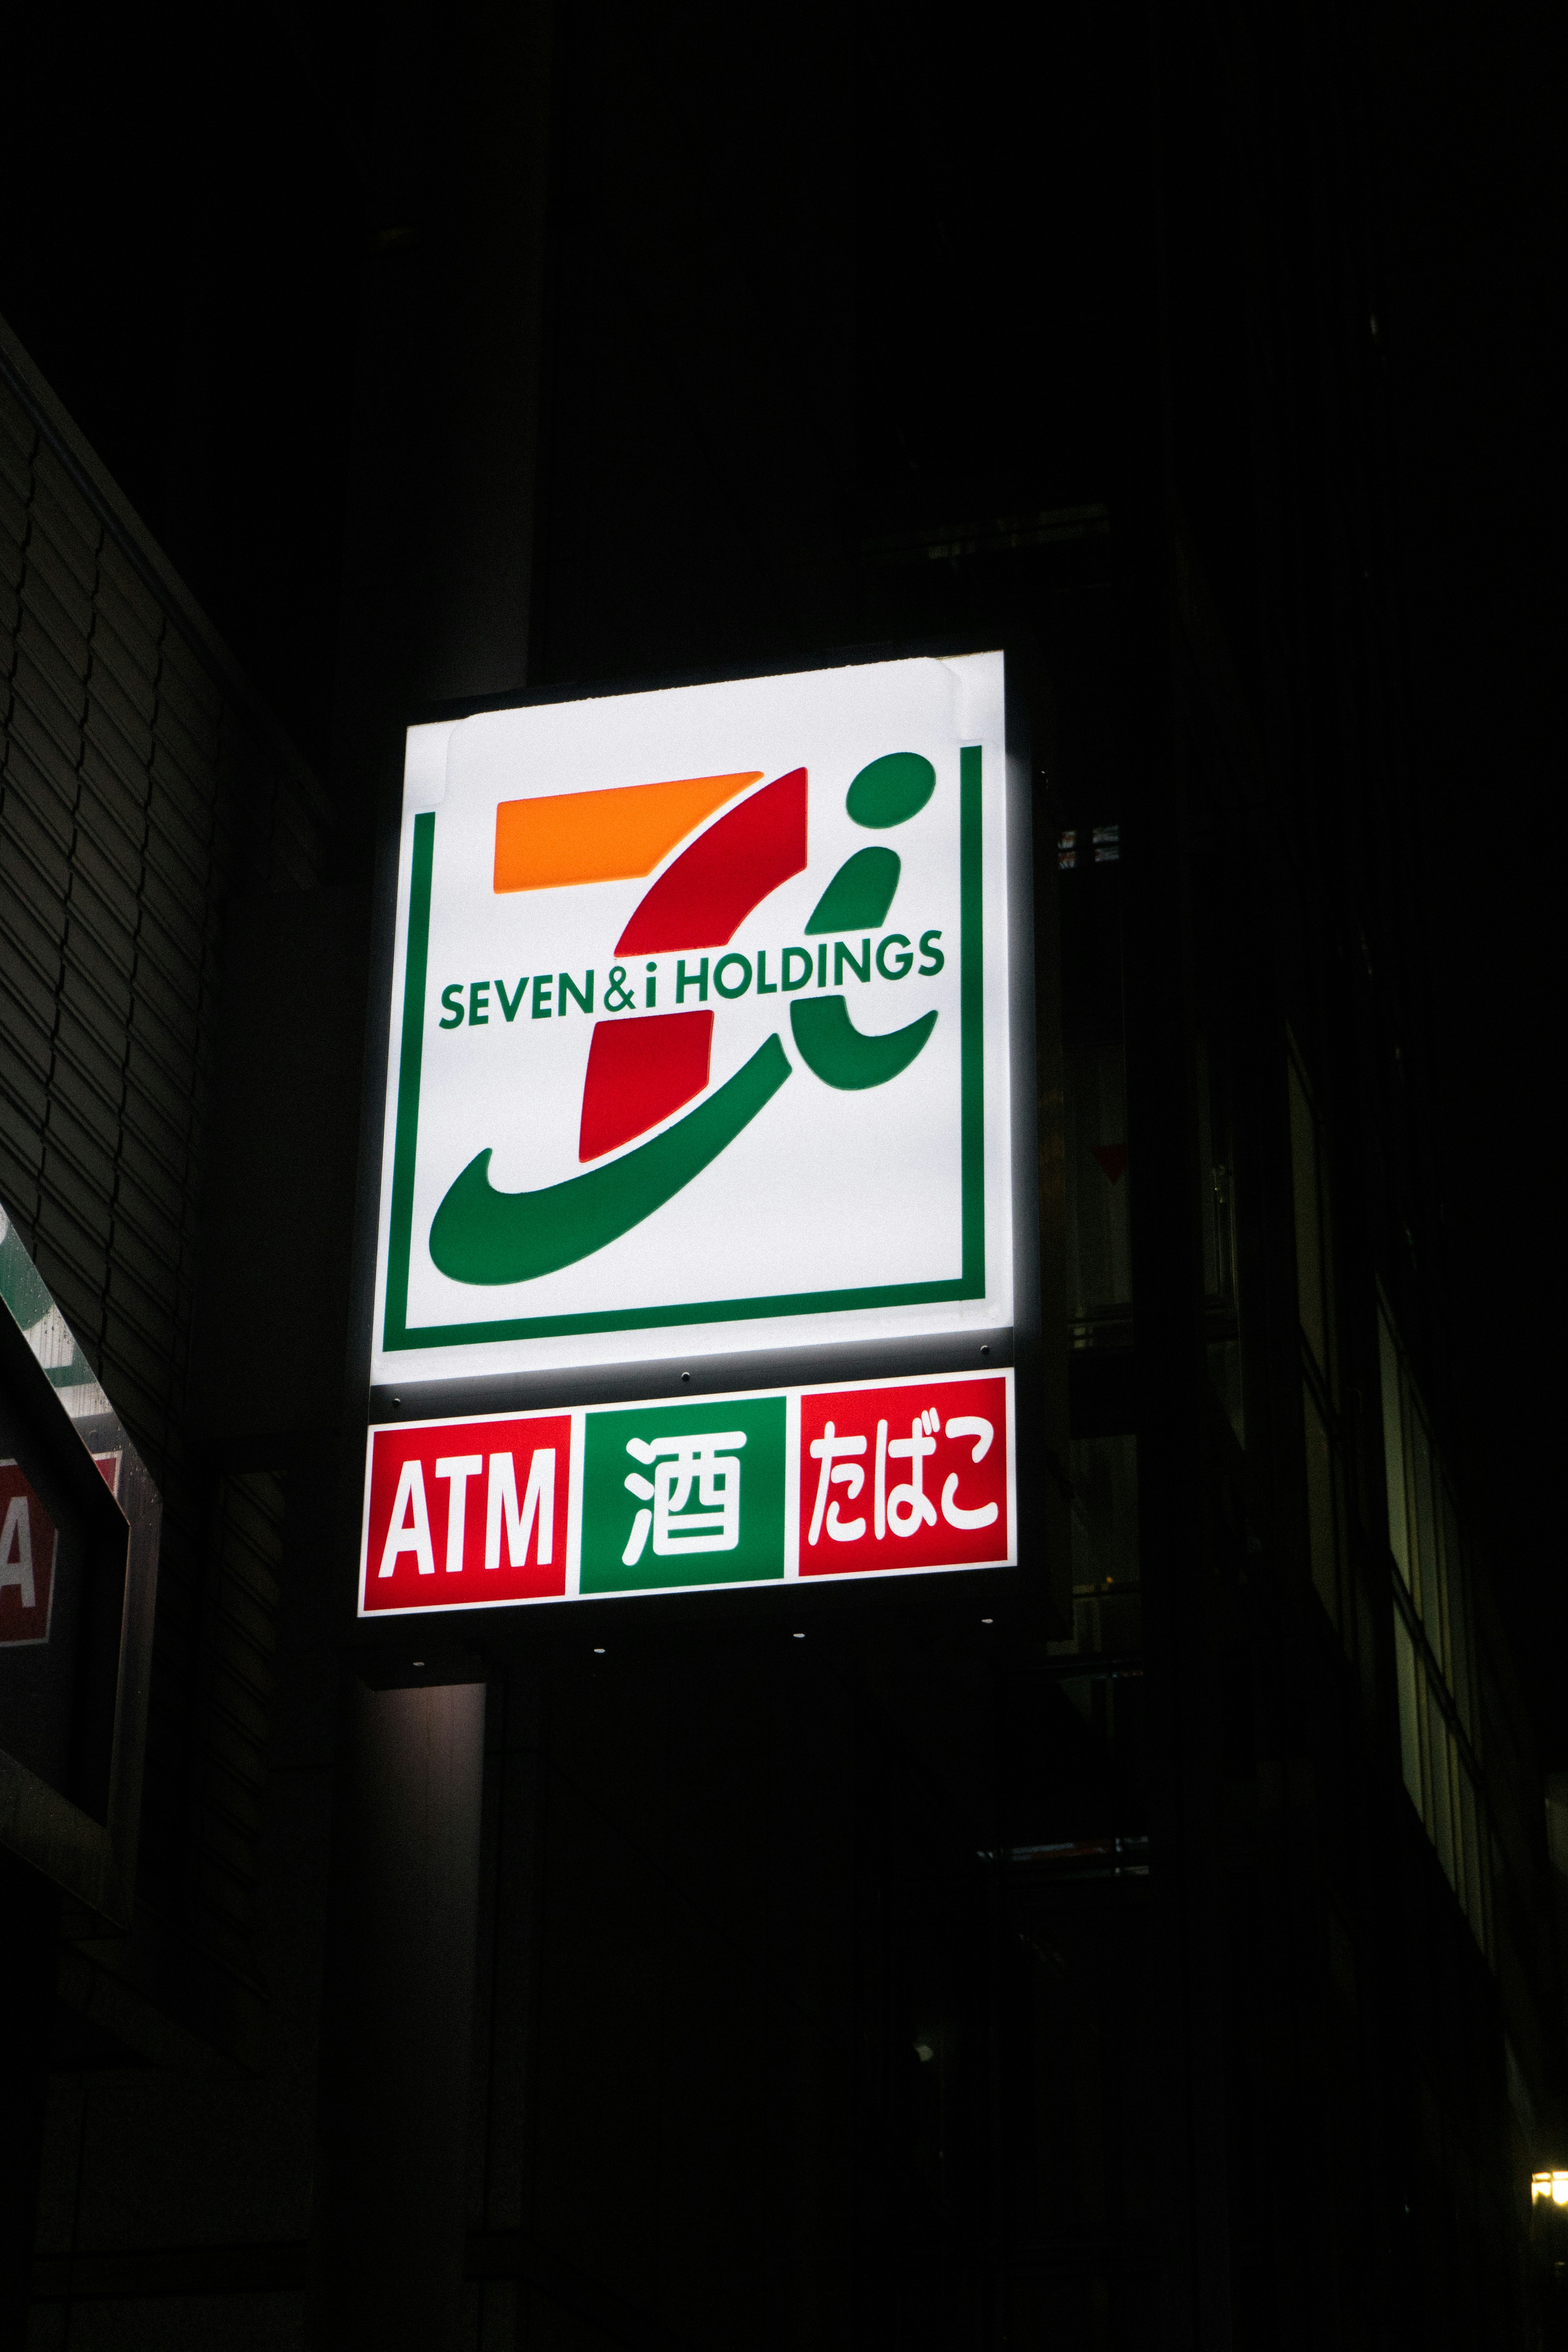 SEVEN & i HOLDINGS
ATM 酒 たばこ
A